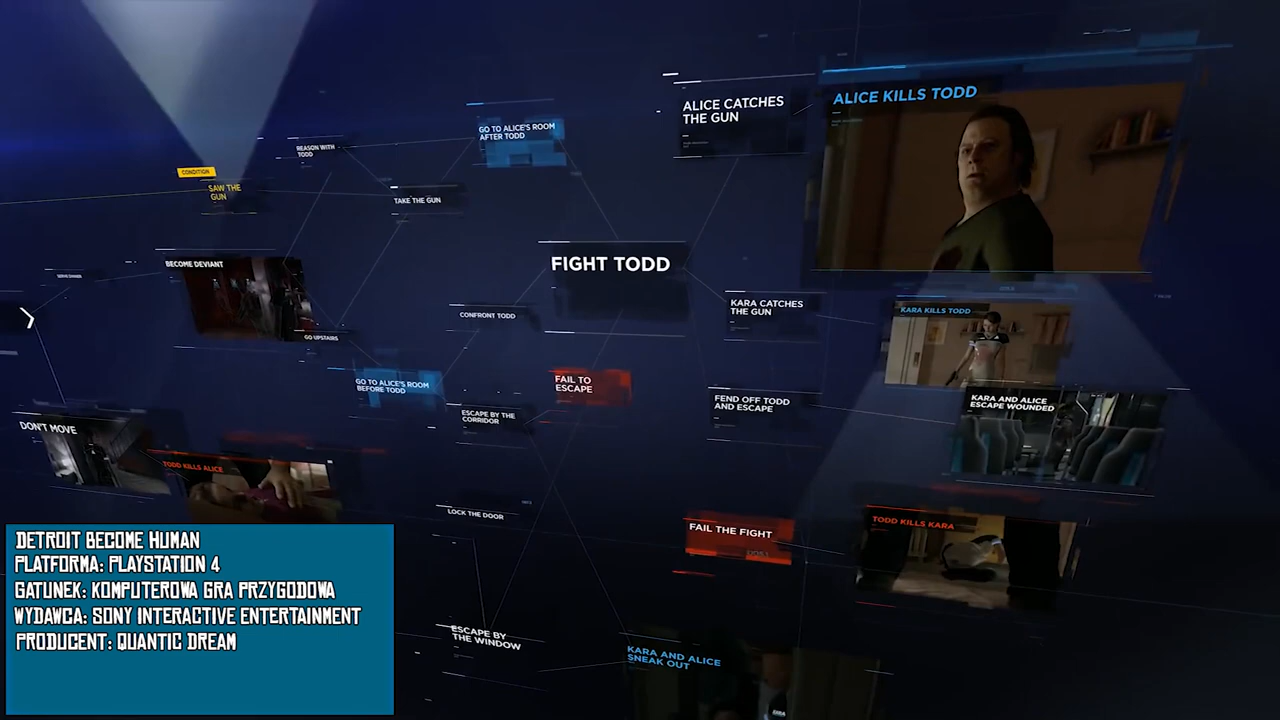 ALICE KILLS TODD
ALICE CATCHES
THE GUN
GO TO ALICE'S ROOM
AFTER TODD
REASON WITH
TODD
CONDITION
SAW THE
GUN
TAKE THE GUN
BECOME DEVIANT
FIGHT TODD
SERVE DINNER
KARA CATCHES
THE GUN
KARA KILLS TODD
CONFRONT TODD
GO UPSTAIRS
GO TO ALICE'S ROOM
BEFORE TODD
FAIL TO
ESCAPE
FEND OFF TODD
AND ESCAPE
KARA AND ALICE
ESCAPE WOUNDED
ESCAPE BY THE
CORRIDOR
DON'T MOVE
TODD KILLS ALICE
LOCK THE DOOR
FAIL THE FIGHT
TODD KILLS KARA
ESCAPE BY
THE WINDOW
KARA AND ALICE
SNEAK OUT
DETROIT BECOME HUMAN
PLATFORMA: PLAYSTATION 4
GATUNEK: KOMPUTEROWA GRA PRZYGODOWA
WYDAWCA: SONY INTERACTIVE ENTERTAINMENT
PRODUCENT: QUANTIC DREAM